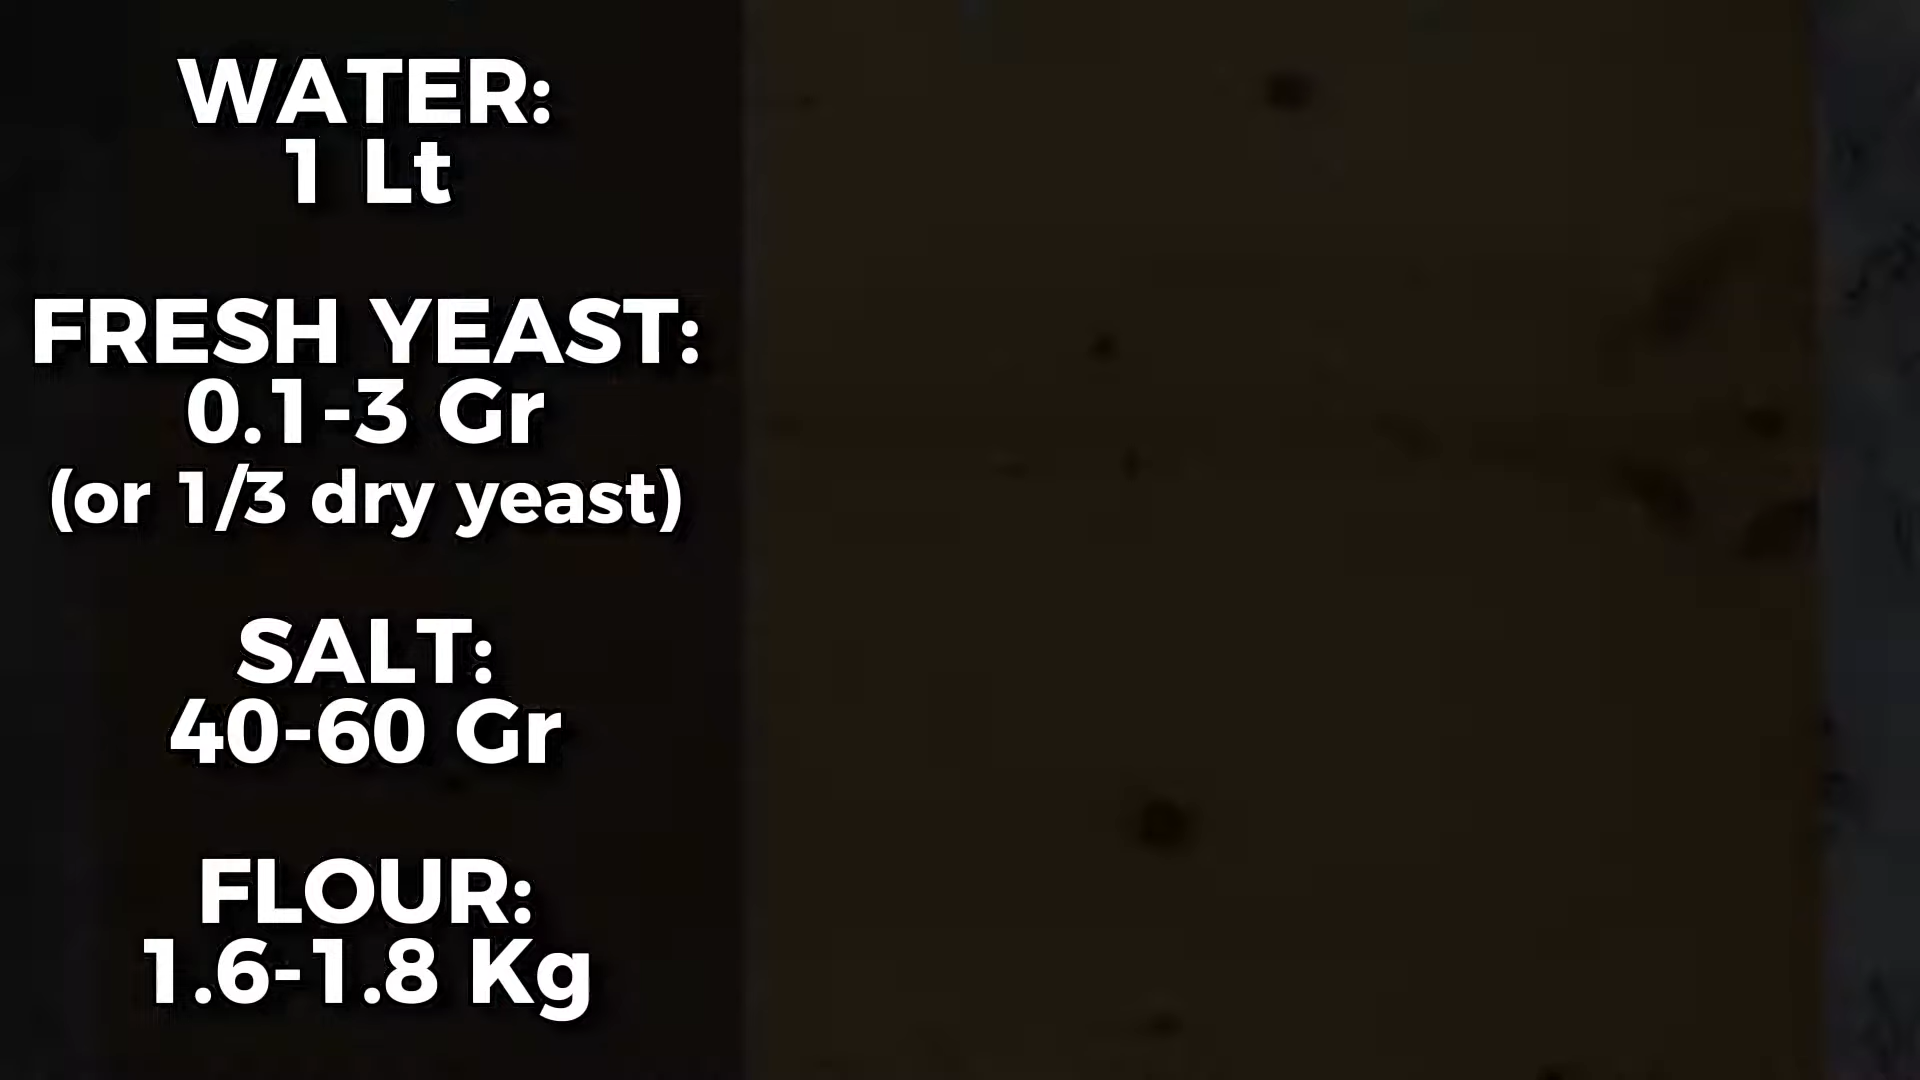 WATER:
1 Lt
FRESH YEAST:
0.1-3 Gr
(or 1/3 dry yeast)
SALT:
40-60 Gr
FLOUR:
1.6-1.8 Kg